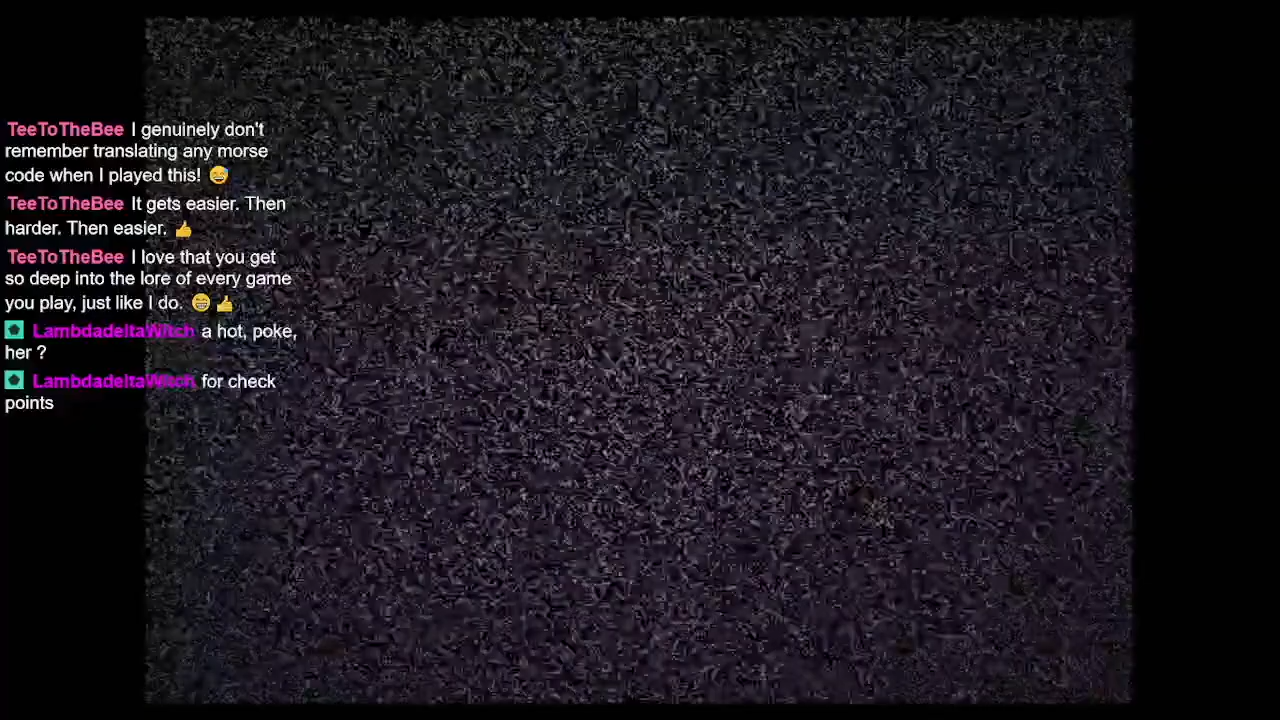 TeeToTheBee I genuinely don't
remember translating any morse
code when I played this! 😅
TeeToTheBee It gets easier. Then
harder. Then easier. 👍
TeeToTheBee I love that you get
so deep into the lore of every game
you play, just like I do. 😁👍
LambdadeltaWitch a hot, poke,
her ?
LambdadeltaWitch for check
points